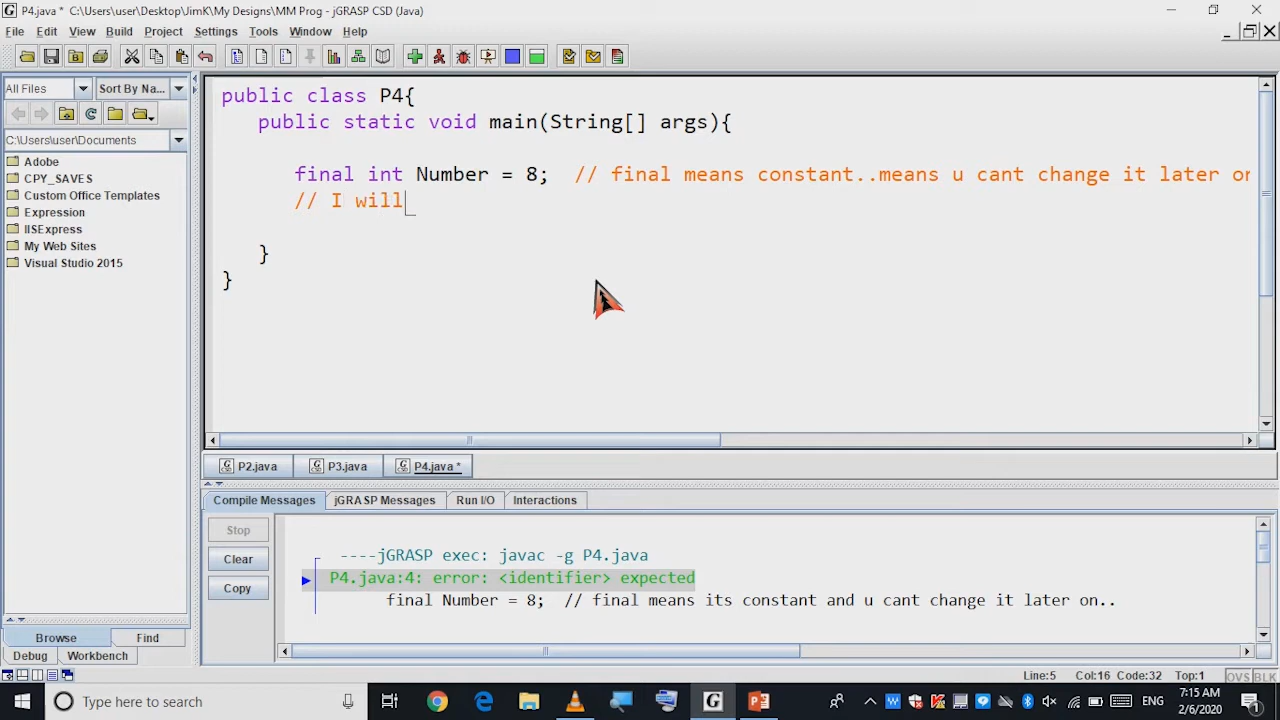 P4.java * - C:\Users\user\Desktop\JimK\My Designs\MM Prog - jGRASP CSD (Java)
File Edit View Build Project Settings Tools Window Help
All Files Sort By Na...
C:\Users\user\Documents
Adobe
CPY_SAVES
Custom Office Templates
Expression
IISExpress
My Web Sites
Visual Studio 2015
Browse Find
Debug Workbench
public class P4{
public static void main(String[] args){
final int Number = 8; // final means constant..means u cant change it later on
// I will
}
}
P2.java P3.java P4.java *
Compile Messages jGRASP Messages Run I/O Interactions
Stop
Clear
Copy
----jGRASP exec: javac -g P4.java
P4.java:4: error: <identifier> expected
final Number = 8; // final means its constant and u cant change it later on..
Line:5 Col:16 Code:32 Top:1 OVS BLK
Type here to search
ENG
7:15 AM
2/6/2020